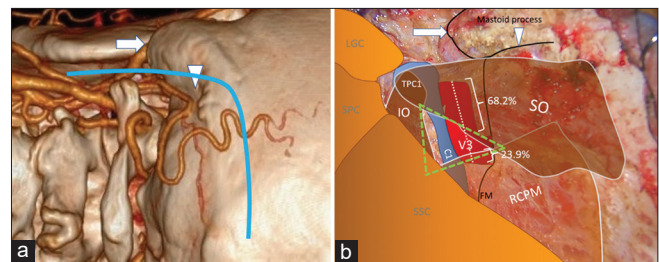 a
Mastoid process
LGC
TPC1
68.2%
SPC
IO
SO
V3
C1
23.9%
FM
RCPM
SSC
b